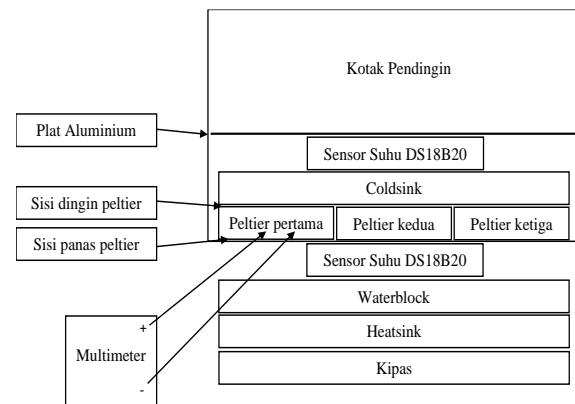 Kotak Pendingin
Plat Aluminium
Sensor Suhu DS18B20
Coldsink
Sisi dingin peltier
Peltier pertama
Peltier kedua
Peltier ketiga
Sisi panas peltier
Sensor Suhu DS18B20
Waterblock
+
Heatsink
Multimeter
Kipas
-